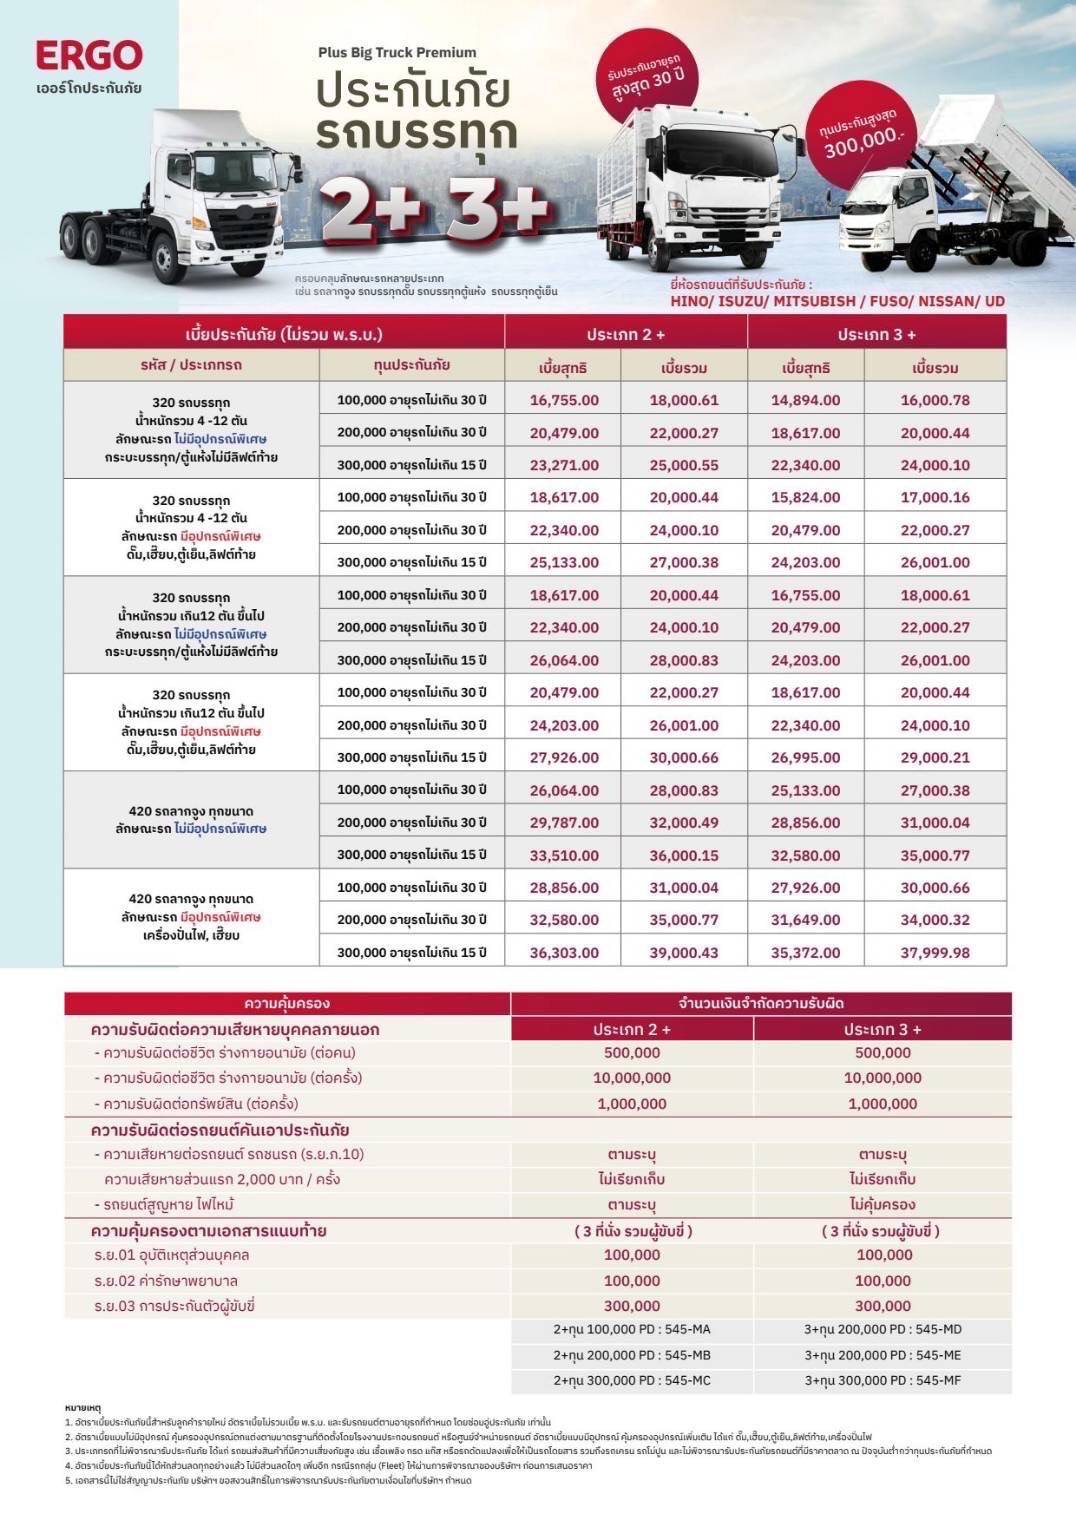 ERGO
เออร์โกประกันภัย
Plus Big Truck Premium
ประกันภัย
รถบรรทุก
2+ 3+
รับประกันอายุรถ
สูงสุด 30 ปี
ทุนประกันสูงสุด
300,000.-
ครอบคลุมลักษณะรถหลายประเภท
เช่น รถลากจูง รถบรรทุกดั๊ม รถบรรทุกตู้แห้ง รถบรรทุกตู้เย็น
ยี่ห้อรถยนต์ที่รับประกันภัย :
HINO/ ISUZU/ MITSUBISH / FUSO/ NISSAN/ UD
เบี้ยประกันภัย (ไม่รวม พ.ร.บ.) ประเภท 2 + ประเภท 3 +
รหัส / ประเภทรถ ทุนประกันภัย เบี้ยสุทธิ เบี้ยรวม เบี้ยสุทธิ เบี้ยรวม
320 รถบรรทุก
น้ำหนักรวม 4 -12 ตัน
ลักษณะรถ ไม่มีอุปกรณ์พิเศษ
กระบะบรรทุก/ตู้แห้งไม่มีลิฟต์ท้าย
100,000 อายุรถไม่เกิน 30 ปี 16,755.00 18,000.61 14,894.00 16,000.78
200,000 อายุรถไม่เกิน 30 ปี 20,479.00 22,000.27 18,617.00 20,000.44
300,000 อายุรถไม่เกิน 15 ปี 23,271.00 25,000.55 22,340.00 24,000.10
320 รถบรรทุก
น้ำหนักรวม 4 -12 ตัน
ลักษณะรถ มีอุปกรณ์พิเศษ
ดั๊ม,เฮี๊ยบ,ตู้เย็น,ลิฟต์ท้าย
100,000 อายุรถไม่เกิน 30 ปี 18,617.00 20,000.44 15,824.00 17,000.16
200,000 อายุรถไม่เกิน 30 ปี 22,340.00 24,000.10 20,479.00 22,000.27
300,000 อายุรถไม่เกิน 15 ปี 25,133.00 27,000.38 24,203.00 26,001.00
320 รถบรรทุก
น้ำหนักรวม เกิน12 ตัน ขึ้นไป
ลักษณะรถ ไม่มีอุปกรณ์พิเศษ
กระบะบรรทุก/ตู้แห้งไม่มีลิฟต์ท้าย
100,000 อายุรถไม่เกิน 30 ปี 18,617.00 20,000.44 16,755.00 18,000.61
200,000 อายุรถไม่เกิน 30 ปี 22,340.00 24,000.10 20,479.00 22,000.27
300,000 อายุรถไม่เกิน 15 ปี 26,064.00 28,000.83 24,203.00 26,001.00
320 รถบรรทุก
น้ำหนักรวม เกิน12 ตัน ขึ้นไป
ลักษณะรถ มีอุปกรณ์พิเศษ
ดั๊ม,เฮี๊ยบ,ตู้เย็น,ลิฟต์ท้าย
100,000 อายุรถไม่เกิน 30 ปี 20,479.00 22,000.27 18,617.00 20,000.44
200,000 อายุรถไม่เกิน 30 ปี 24,203.00 26,001.00 22,340.00 24,000.10
300,000 อายุรถไม่เกิน 15 ปี 27,926.00 30,000.66 26,995.00 29,000.21
420 รถลากจูง ทุกขนาด
ลักษณะรถ ไม่มีอุปกรณ์พิเศษ
100,000 อายุรถไม่เกิน 30 ปี 26,064.00 28,000.83 25,133.00 27,000.38
200,000 อายุรถไม่เกิน 30 ปี 29,787.00 32,000.49 28,856.00 31,000.04
300,000 อายุรถไม่เกิน 15 ปี 33,510.00 36,000.15 32,580.00 35,000.77
420 รถลากจูง ทุกขนาด
ลักษณะรถ มีอุปกรณ์พิเศษ
เครื่องปั่นไฟ, เฮี๊ยบ
100,000 อายุรถไม่เกิน 30 ปี 28,856.00 31,000.04 27,926.00 30,000.66
200,000 อายุรถไม่เกิน 30 ปี 32,580.00 35,000.77 31,649.00 34,000.32
300,000 อายุรถไม่เกิน 15 ปี 36,303.00 39,000.43 35,372.00 37,999.98
ความคุ้มครอง จำนวนเงินจำกัดความรับผิด
ความรับผิดต่อความเสียหายบุคคลภายนอก ประเภท 2 + ประเภท 3 +
- ความรับผิดต่อชีวิต ร่างกายอนามัย (ต่อคน) 500,000 500,000
- ความรับผิดต่อชีวิต ร่างกายอนามัย (ต่อครั้ง) 10,000,000 10,000,000
- ความรับผิดต่อทรัพย์สิน (ต่อครั้ง) 1,000,000 1,000,000
ความรับผิดต่อรถยนต์คันเอาประกันภัย
- ความเสียหายต่อรถยนต์ รถชนรถ (ร.ย.ภ.10) ตามระบุ ตามระบุ
ความเสียหายส่วนแรก 2,000 บาท / ครั้ง ไม่เรียกเก็บ ไม่เรียกเก็บ
- รถยนต์สูญหาย ไฟไหม้ ตามระบุ ไม่คุ้มครอง
ความคุ้มครองตามเอกสารแนบท้าย ( 3 ที่นั่ง รวมผู้ขับขี่ ) ( 3 ที่นั่ง รวมผู้ขับขี่ )
ร.ย.01 อุบัติเหตุส่วนบุคคล 100,000 100,000
ร.ย.02 ค่ารักษาพยาบาล 100,000 100,000
ร.ย.03 การประกันตัวผู้ขับขี่ 300,000 300,000
2+ทุน 100,000 PD : 545-MA 3+ทุน 200,000 PD : 545-MD
2+ทุน 200,000 PD : 545-MB 3+ทุน 200,000 PD : 545-ME
2+ทุน 300,000 PD : 545-MC 3+ทุน 300,000 PD : 545-MF
หมายเหตุ
1. อัตราเบี้ยประกันภัยนี้สำหรับลูกค้ารายใหม่ อัตราเบี้ยไม่รวมเบี้ย พ.ร.บ. และรับรถยนต์ตามอายุรถที่กำหนด โดยซ่อมอู่ประกันภัย เท่านั้น
2. อัตราเบี้ยแบบไม่มีอุปกรณ์ คุ้มครองอุปกรณ์ตกแต่งตามมาตรฐานที่ติดตั้งโดยโรงงานประกอบรถยนต์ หรือศูนย์จำหน่ายรถยนต์ อัตราเบี้ยแบบมีอุปกรณ์ คุ้มครองอุปกรณ์เพิ่มเติม ได้แก่ ดั๊ม,เฮี๊ยบ,ตู้เย็น,ลิฟต์ท้าย,เครื่องปั่นไฟ
3. ประเภทรถที่ไม่พิจารณารับประกันภัย ได้แก่ รถขนส่งสินค้าที่มีความเสี่ยงภัยสูง เช่น เชื้อเพลิง กรด แก๊ส หรือรถดัดแปลงเพื่อให้เป็นรถโดยสาร รวมถึงรถเครน รถโม่ปูน และไม่พิจารณารับประกันภัยรถยนต์ที่มีราคาตลาด ณ ปัจจุบันต่ำกว่าทุนประกันภัยที่กำหนด
4. อัตราเบี้ยประกันภัยนี้ได้หักส่วนลดทุกอย่างแล้ว ไม่มีส่วนลดใดๆ เพิ่มอีก กรณีรถกลุ่ม (Fleet) ให้ผ่านการพิจารณาของบริษัทฯ ก่อนการเสนอราคา
5. เอกสารนี้ไม่ใช่สัญญาประกันภัย บริษัทฯ ขอสงวนสิทธิ์ในการพิจารณารับประกันภัยตามเงื่อนไขที่บริษัทฯ กำหนด